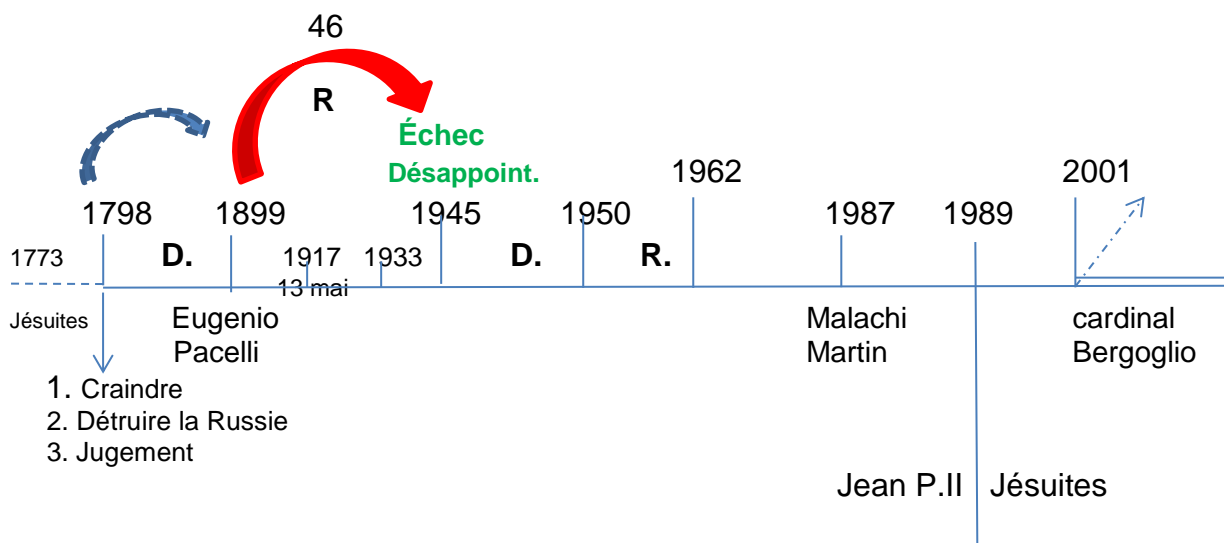 46
R
Échec
Désappoint.
1962
2001
1798
1899
1945
1950
1987
1989
1773
D.
1917
1933
D.
R.
13 mai
Jésuites
Eugenio
Pacelli
Malachi
Martin
cardinal
Bergoglio
1. Craindre
2. Détruire la Russie
3. Jugement
Jean P.II
Jésuites